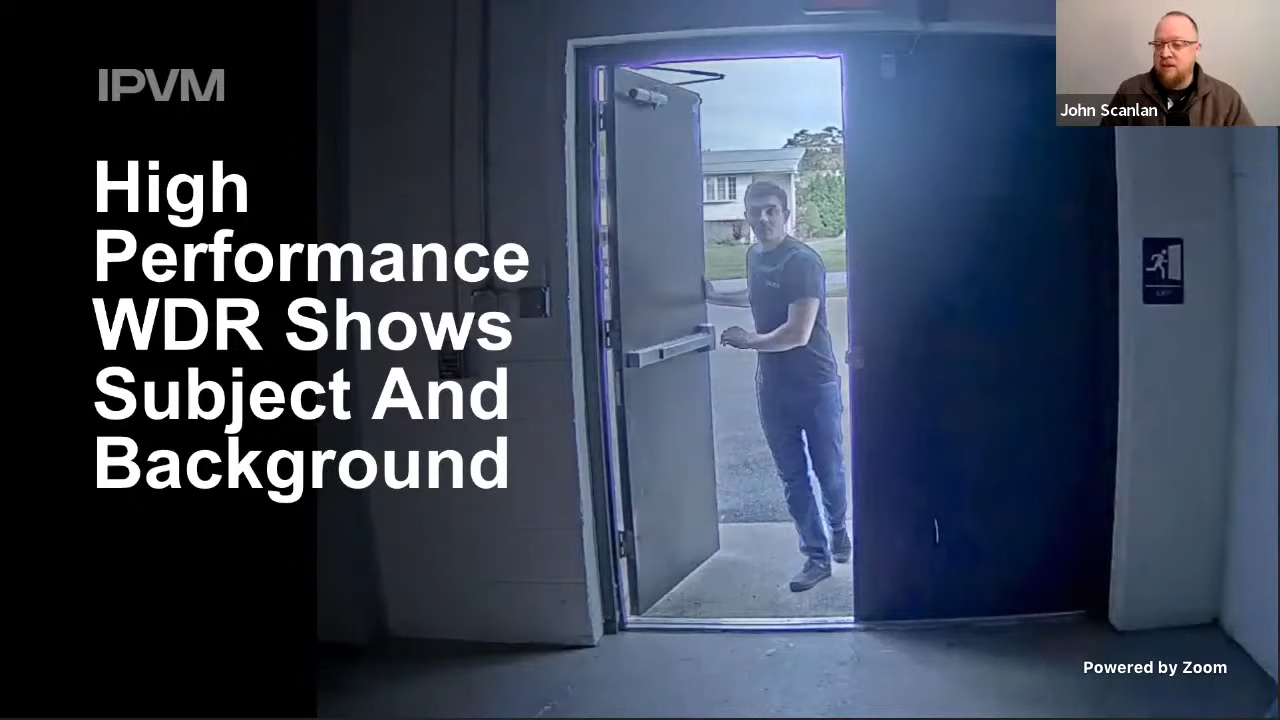 IPVM
John Scanlan
High
Performance
WDR Shows
Subject And
Background
Powered by Zoom